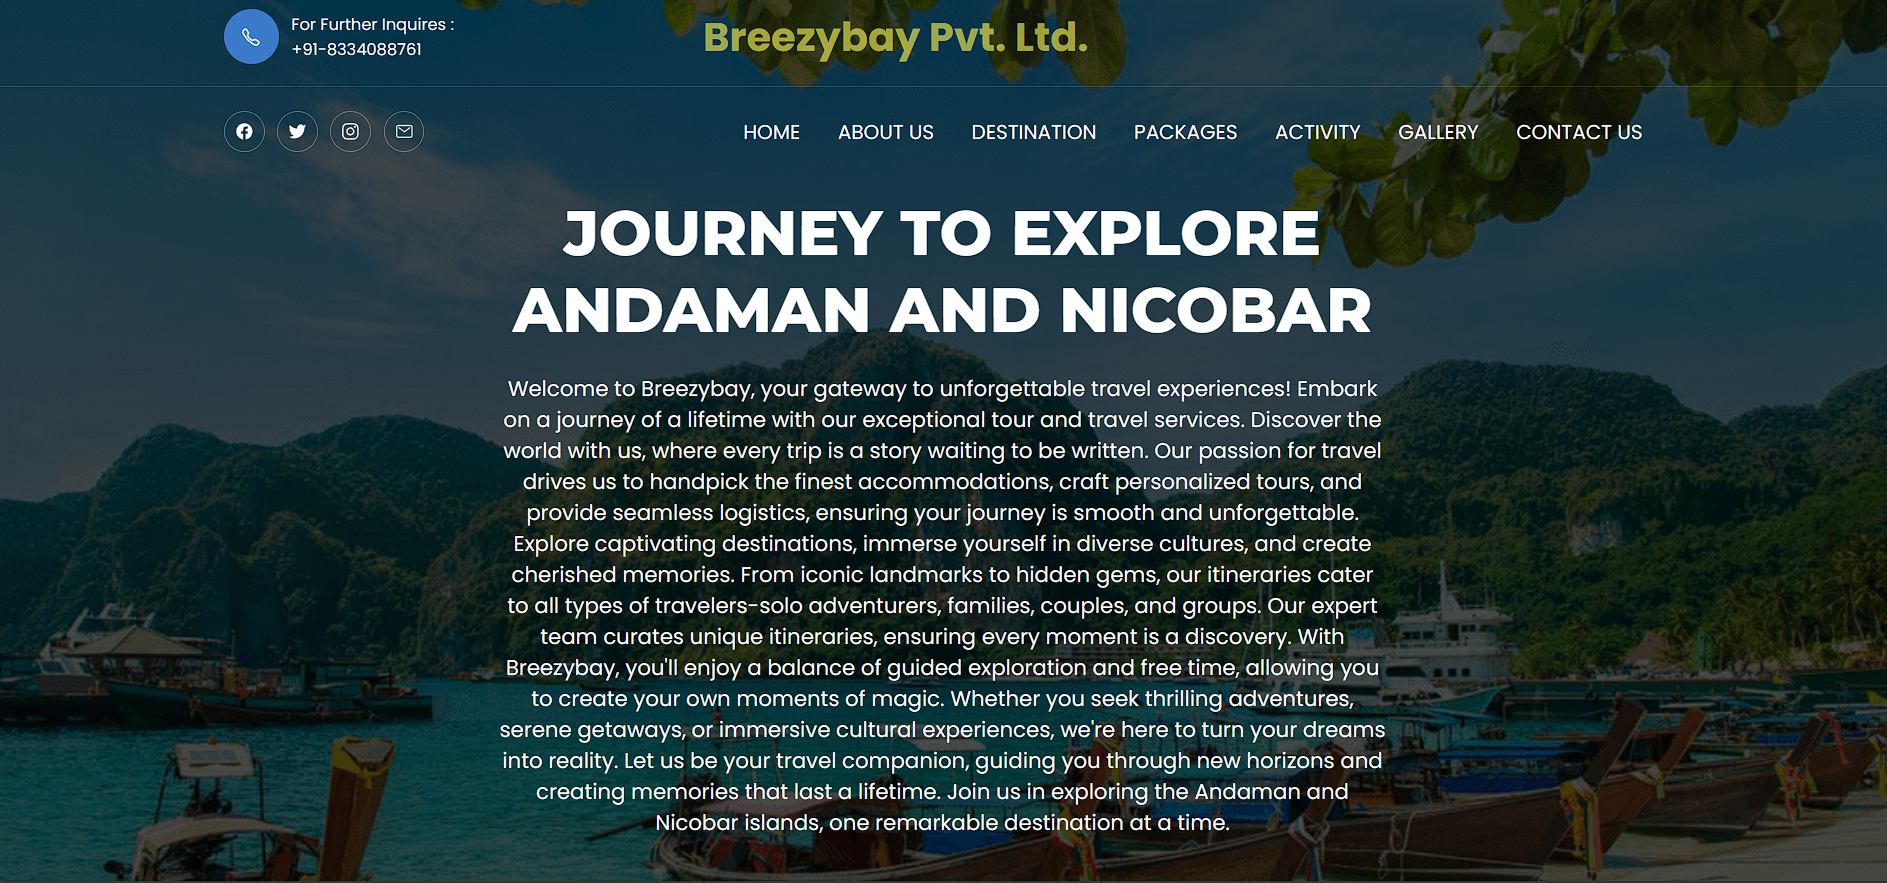 For Further Inquires :
+91-8334088761
Breezybay Pvt. Ltd.
HOME ABOUT US DESTINATION PACKAGES ACTIVITY GALLERY CONTACT US
JOURNEY TO EXPLORE
ANDAMAN AND NICOBAR
Welcome to Breezybay, your gateway to unforgettable travel experiences! Embark
on a journey of a lifetime with our exceptional tour and travel services. Discover the
world with us, where every trip is a story waiting to be written. Our passion for travel
drives us to handpick the finest accommodations, craft personalized tours, and
provide seamless logistics, ensuring your journey is smooth and unforgettable.
Explore captivating destinations, immerse yourself in diverse cultures, and create
cherished memories. From iconic landmarks to hidden gems, our itineraries cater
to all types of travelers-solo adventurers, families, couples, and groups. Our expert
team curates unique itineraries, ensuring every moment is a discovery. With
Breezybay, you'll enjoy a balance of guided exploration and free time, allowing you
to create your own moments of magic. Whether you seek thrilling adventures,
serene getaways, or immersive cultural experiences, we're here to turn your dreams
into reality. Let us be your travel companion, guiding you through new horizons and
creating memories that last a lifetime. Join us in exploring the Andaman and
Nicobar islands, one remarkable destination at a time.